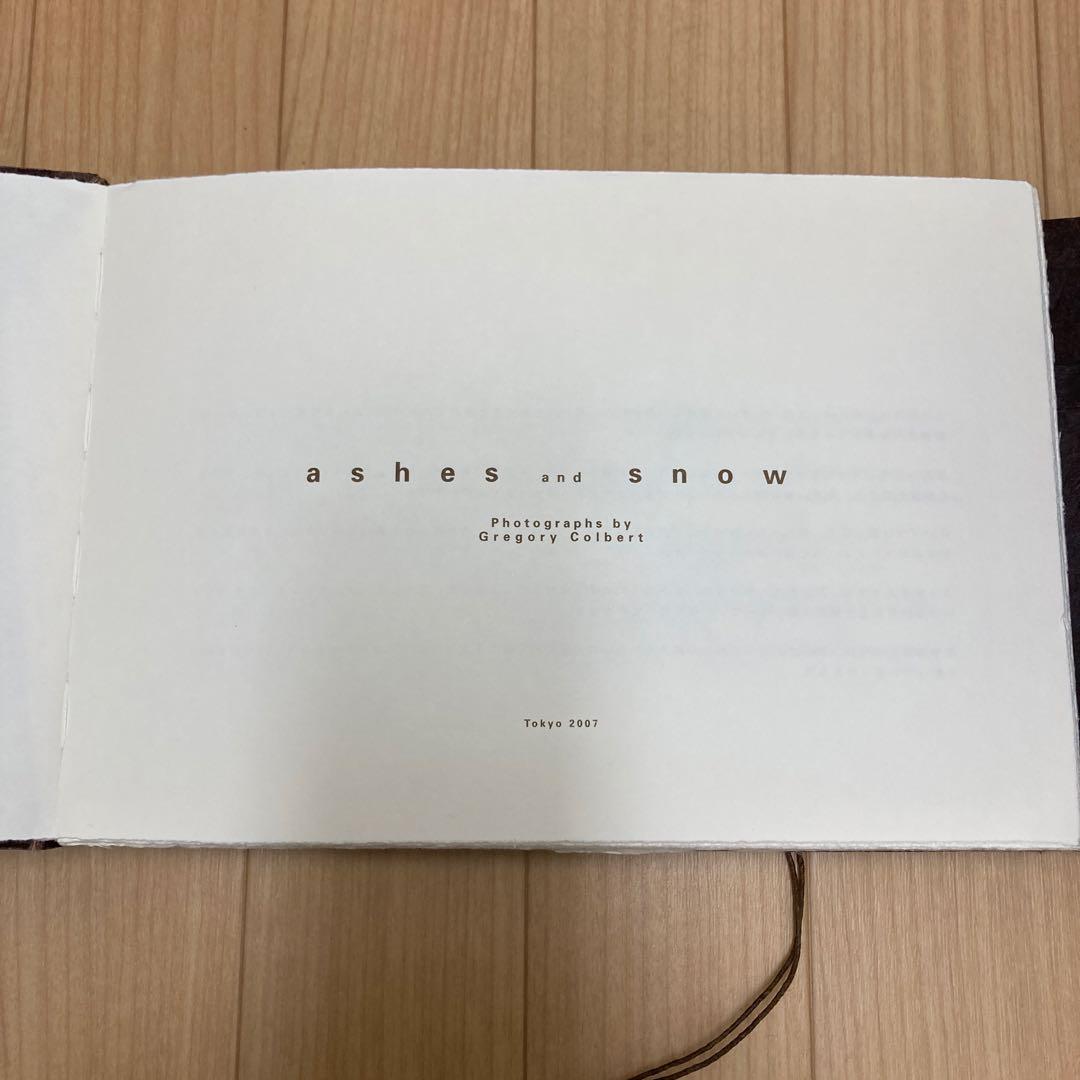 ashes and snow
Photographs by
Gregory Colbert
Tokyo 2007